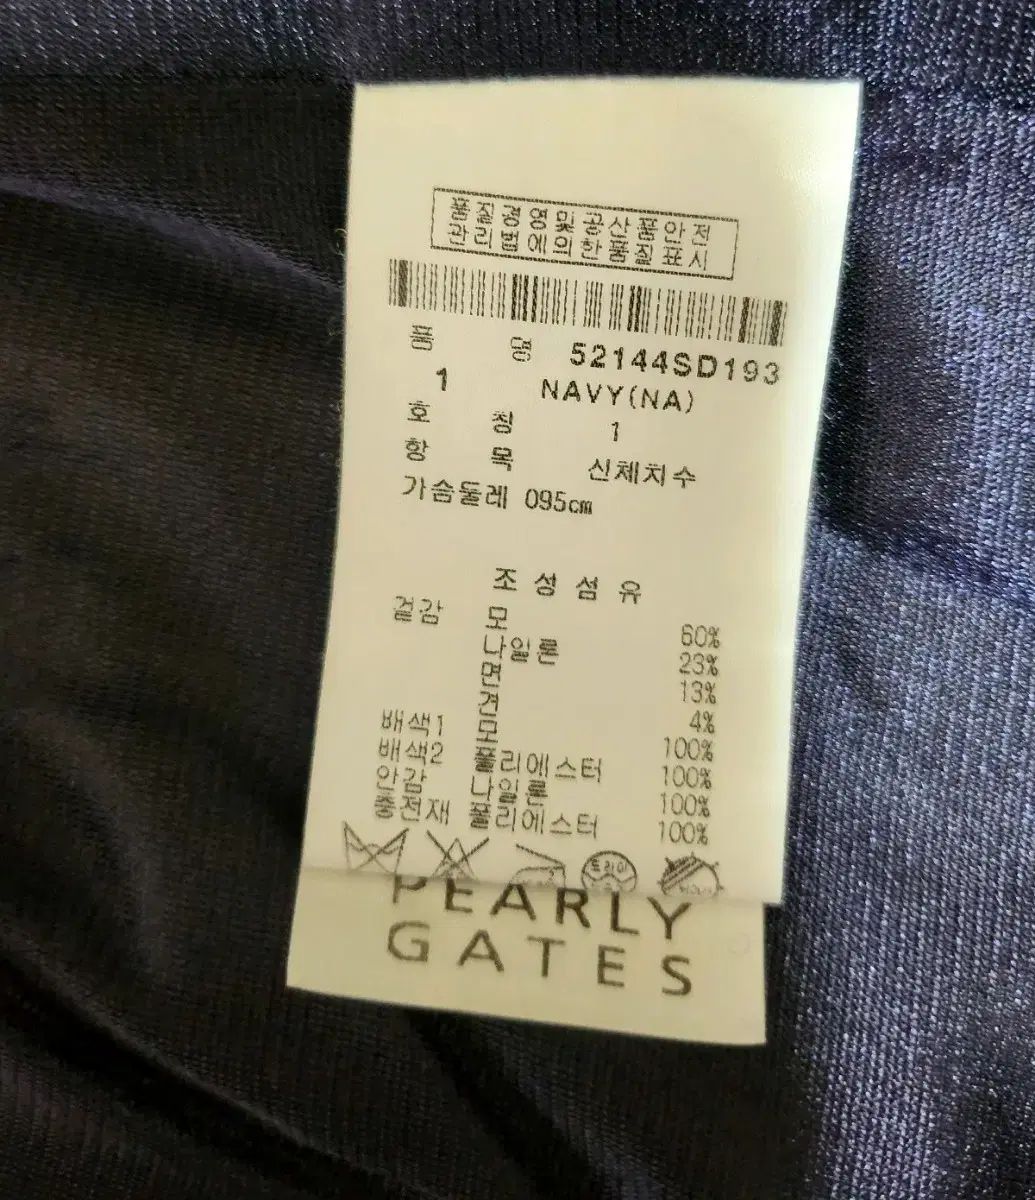 품질경영및공산품안전
관리법에의한품질표시
품 명 52144SD193
1 NAVY(NA)
호 칭 1
항 목 신체치수
가슴둘레 095cm
조성섬유
겉감 모 60%
나일론 23%
면 13%
견 4%
배색1 모 100%
배색2 폴리에스터 100%
안감 나일론 100%
충전재 폴리에스터 100%
드라이
PEARLY
GATES